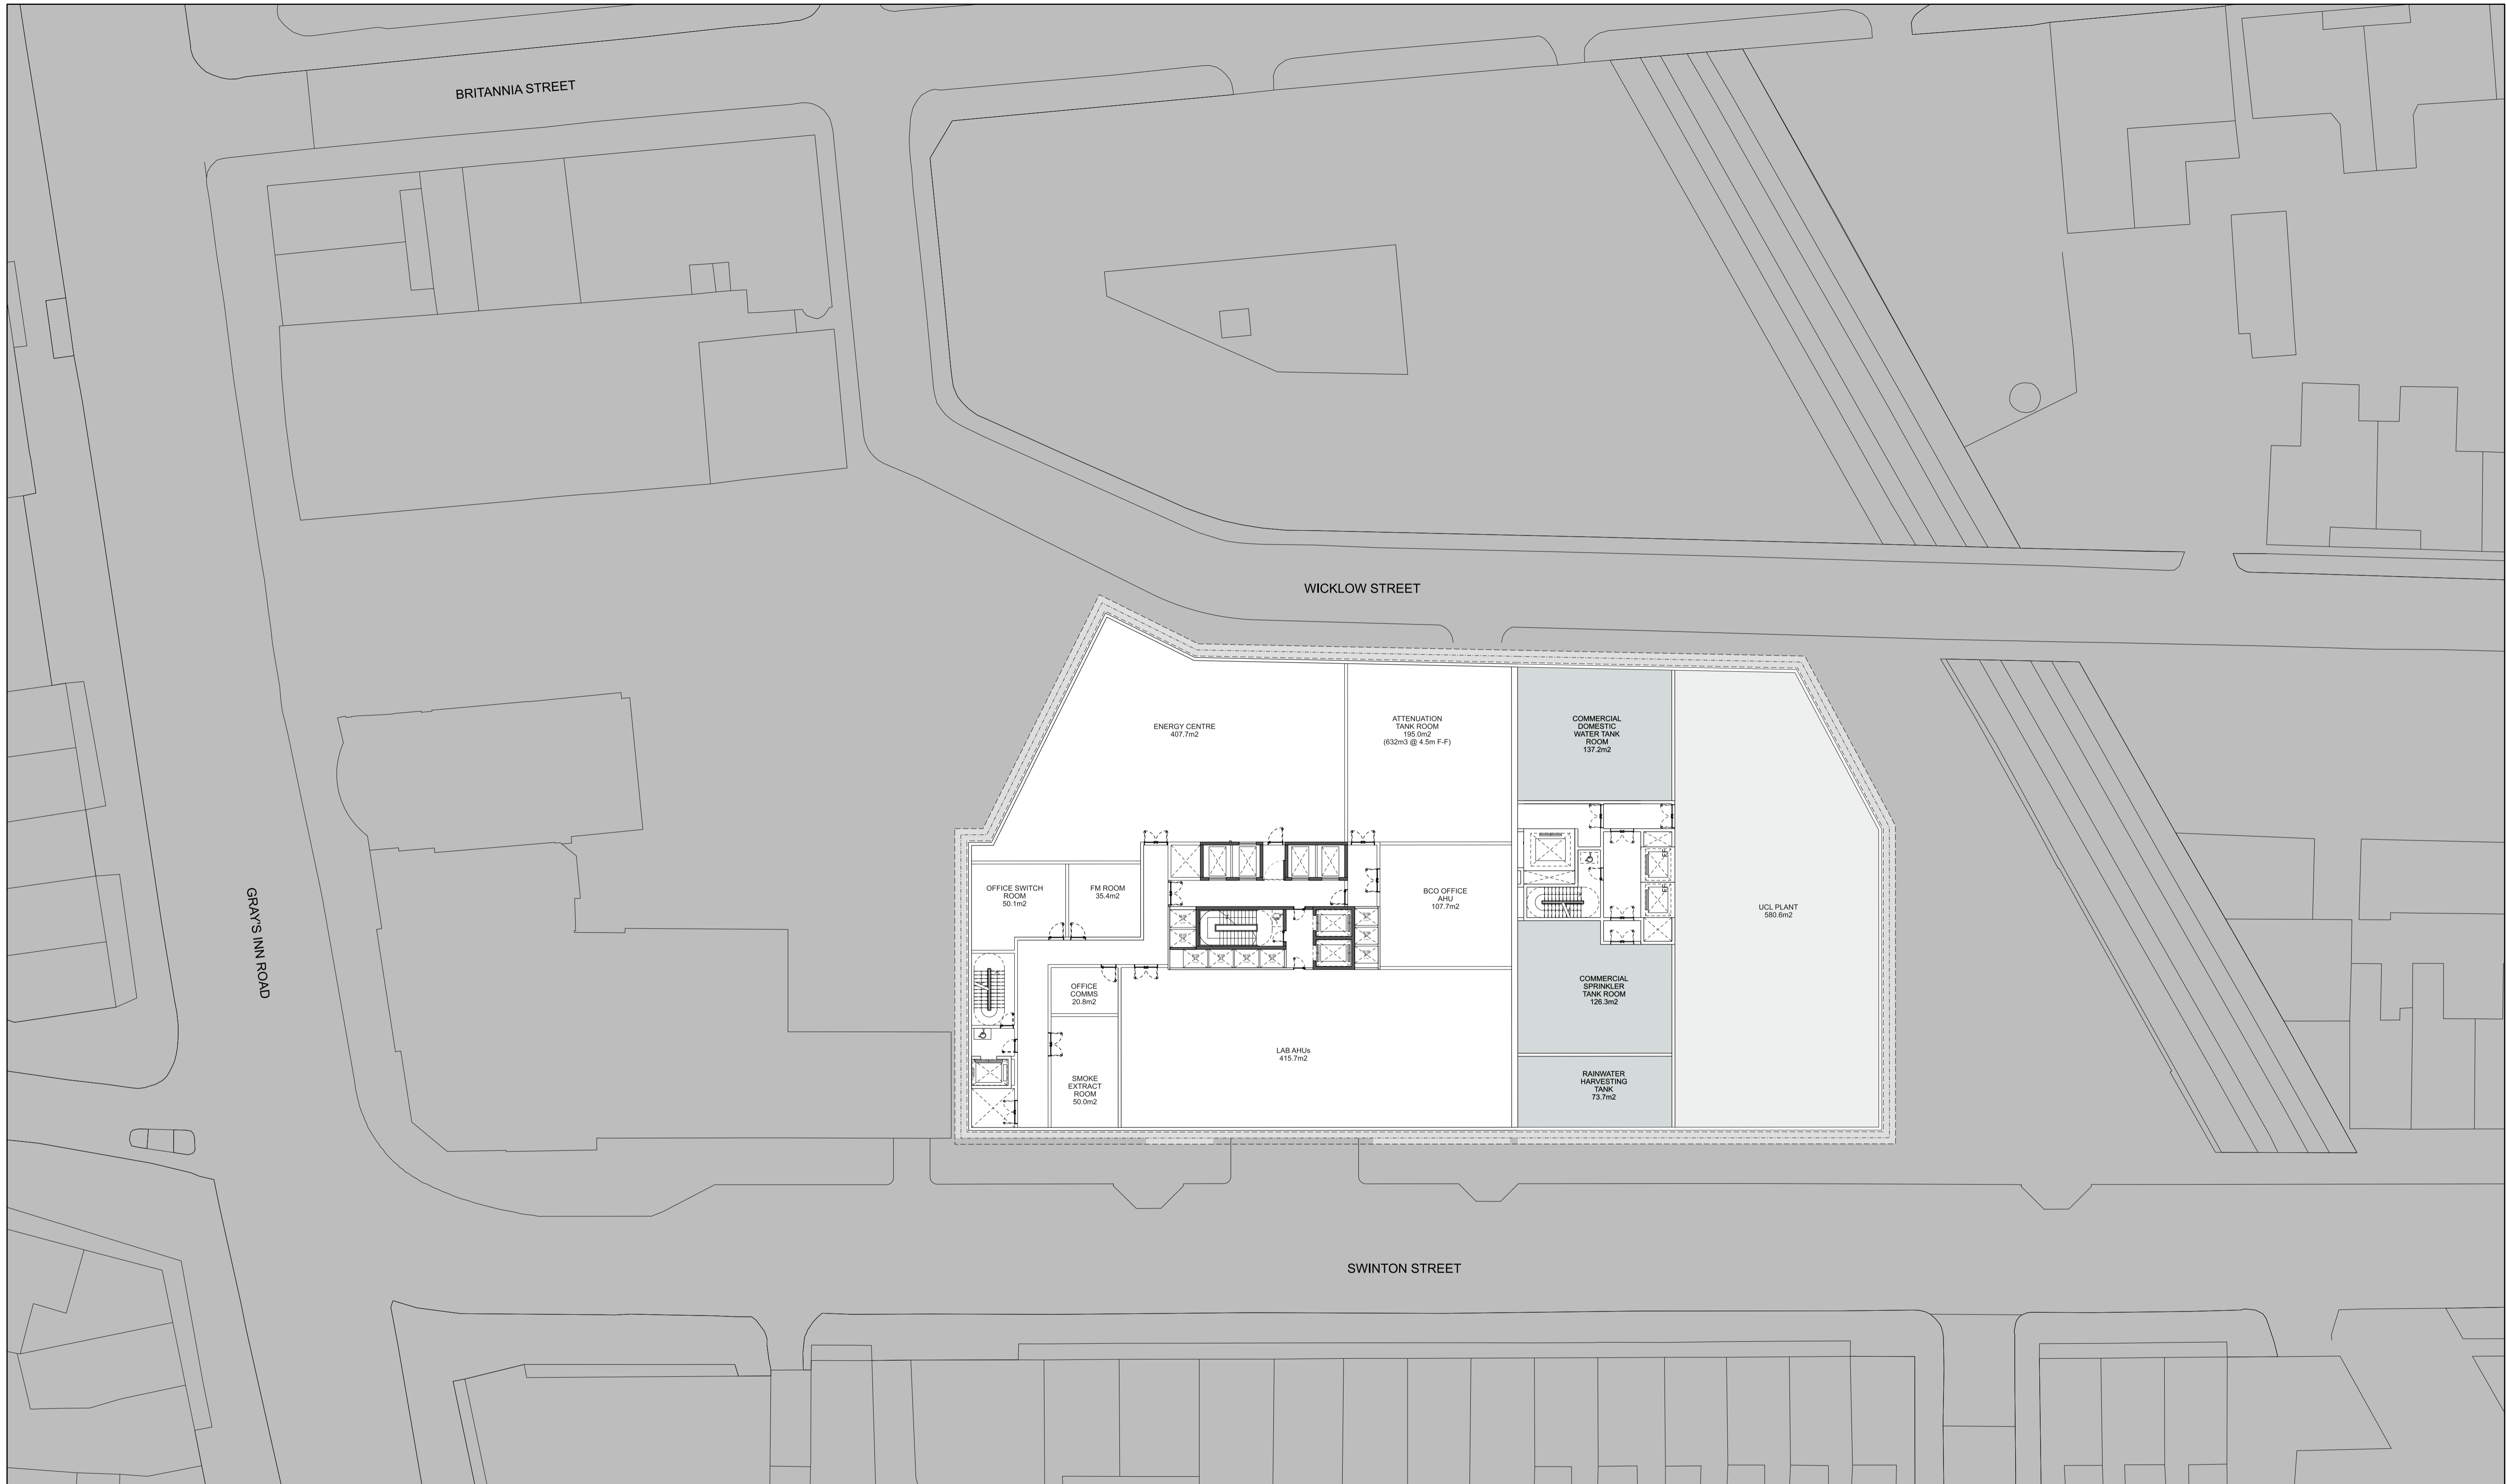 BRITANNIA STREET
WICKLOW STREET
ENERGY CENTRE
407.7m2
ATTENUATION
TANK ROOM
195.0m2
(632m3 @ 4.5m F-F)
COMMERCIAL
DOMESTIC
WATER TANK
ROOM
137.2m2
OFFICE SWITCH
ROOM
50.1m2
FM ROOM
35.4m2
BCO OFFICE
AHU
107.7m2
UCL PLANT
580.6m2
GRAY'S INN ROAD
OFFICE
COMMS
20.8m2
COMMERCIAL
SPRINKLER
TANK ROOM
126.3m2
LAB AHUs
415.7m2
SMOKE
EXTRACT
ROOM
50.0m2
RAINWATER
HARVESTING
TANK
73.7m2
SWINTON STREET